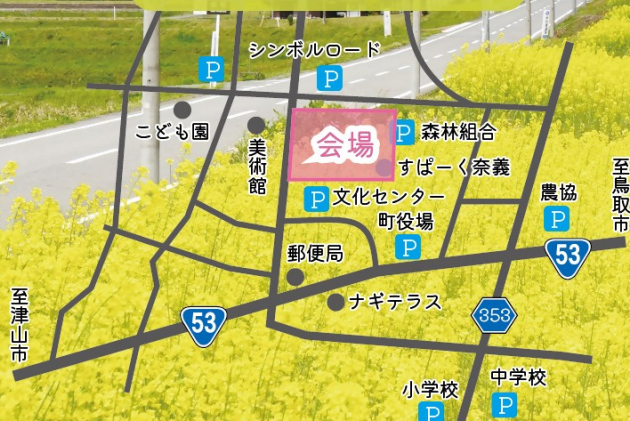 シンボルロード
P
P
こども園
美術館
会場
P
森林組合
すぱーく奈義
至鳥取市
P
文化センター
農協
P
町役場
P
郵便局
53
ナギテラス
至津山市
53
353
小学校
P
中学校
P